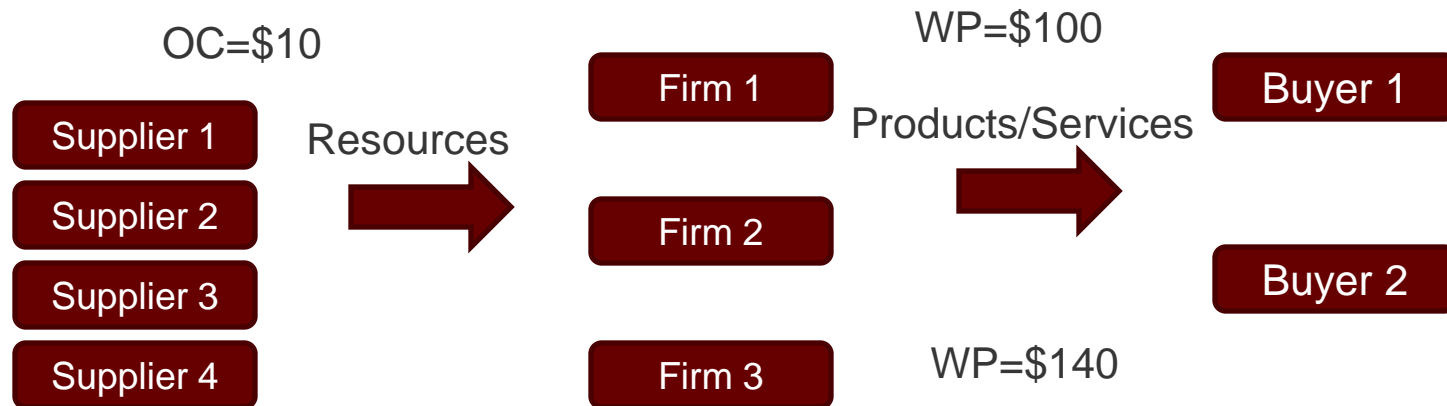 OC=$10
Supplier 1
Supplier 2
Supplier 3
Supplier 4
Resources
Firm 1
Firm 2
Firm 3
WP=$100
Products/Services
WP=$140
Buyer 1
Buyer 2